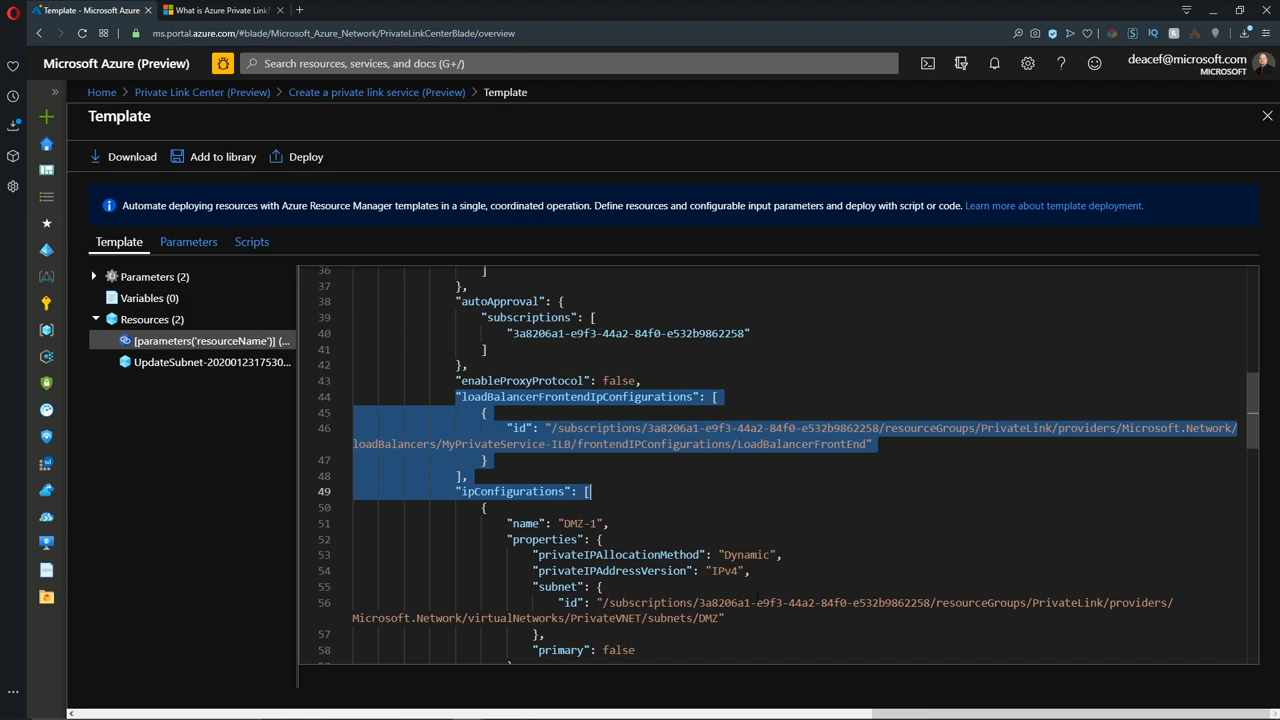 Template - Microsoft Azure
What is Azure Private Link?
ms.portal.azure.com/#blade/Microsoft_Azure_Network/PrivateLinkCenterBlade/overview
Microsoft Azure (Preview)
Search resources, services, and docs (G+/)
deacef@microsoft.com
MICROSOFT
Home > Private Link Center (Preview) > Create a private link service (Preview) > Template
Template
Download
Add to library
Deploy
Automate deploying resources with Azure Resource Manager templates in a single, coordinated operation. Define resources and configurable input parameters and deploy with script or code. Learn more about template deployment.
Template
Parameters
Scripts
Parameters (2)
Variables (0)
Resources (2)
[parameters('resourceName')] (...
UpdateSubnet-2020012317530...
36 ]
37 },
38 "autoApproval": {
39 "subscriptions": [
40 "3a8206a1-e9f3-44a2-84f0-e532b9862258"
41 ]
42 },
43 "enableProxyProtocol": false,
44 "loadBalancerFrontendIpConfigurations": [
45 {
46 "id": "/subscriptions/3a8206a1-e9f3-44a2-84f0-e532b9862258/resourceGroups/PrivateLink/providers/Microsoft.Network/
loadBalancers/MyPrivateService-ILB/frontendIPConfigurations/LoadBalancerFrontEnd"
47 }
48 ],
49 "ipConfigurations": [
50 {
51 "name": "DMZ-1",
52 "properties": {
53 "privateIPAllocationMethod": "Dynamic",
54 "privateIPAddressVersion": "IPv4",
55 "subnet": {
56 "id": "/subscriptions/3a8206a1-e9f3-44a2-84f0-e532b9862258/resourceGroups/PrivateLink/providers/
Microsoft.Network/virtualNetworks/PrivateVNET/subnets/DMZ"
57 },
58 "primary": false